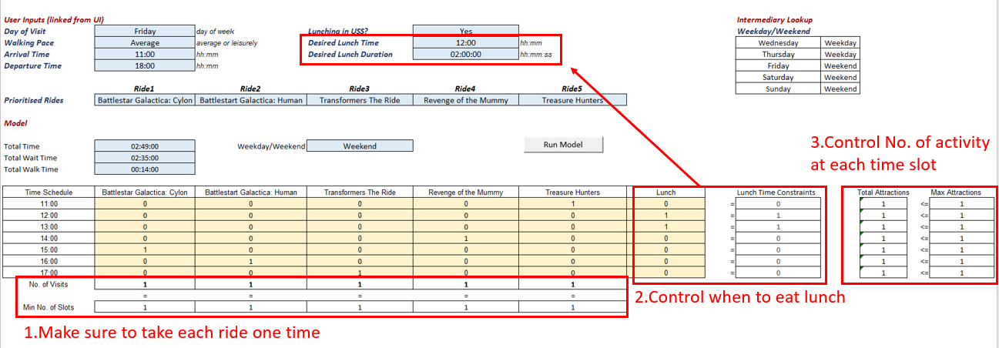 User Inputs (linked from UI)
Day of Visit Friday day of week
Walking Pace Average average or leisurely
Arrival Time 11:00 hh:mm
Departure Time 18:00 hh:mm
Lunching in USS? Yes
Desired Lunch Time 12:00 hh:mm
Desired Lunch Duration 02:00:00 hh:mm:ss
Intermediary Lookup
Weekday/Weekend
Wednesday Weekday
Thursday Weekday
Friday Weekend
Saturday Weekend
Sunday Weekend
Ride1 Ride2 Ride3 Ride4 Ride5
Prioritised Rides Battlestar Galactica: Cylon Battlestart Galactica: Human Transformers The Ride Revenge of the Mummy Treasure Hunters
Model
Total Time 02:49:00
Total Wait Time 02:35:00
Total Walk Time 00:14:00
Weekday/Weekend Weekend
Run Model
3.Control No. of activity
at each time slot
Time Schedule Battlestar Galactica: Cylon Battlestart Galactica: Human Transformers The Ride Revenge of the Mummy Treasure Hunters Lunch Lunch Time Constraints Total Attractions Max Attractions
11:00 0 0 0 0 1 0 = 0 1 <= 1
12:00 0 0 0 0 0 1 = 1 1 <= 1
13:00 0 0 0 0 0 1 = 1 1 <= 1
14:00 0 0 0 1 0 0 = 0 1 <= 1
15:00 1 0 0 0 0 0 = 0 1 <= 1
16:00 0 1 0 0 0 0 = 0 1 <= 1
17:00 0 0 1 0 0 0 = 0 1 <= 1
No. of Visits 1 1 1 1 1
= = = = =
Min No. of Slots 1 1 1 1 1
2.Control when to eat lunch
1.Make sure to take each ride one time